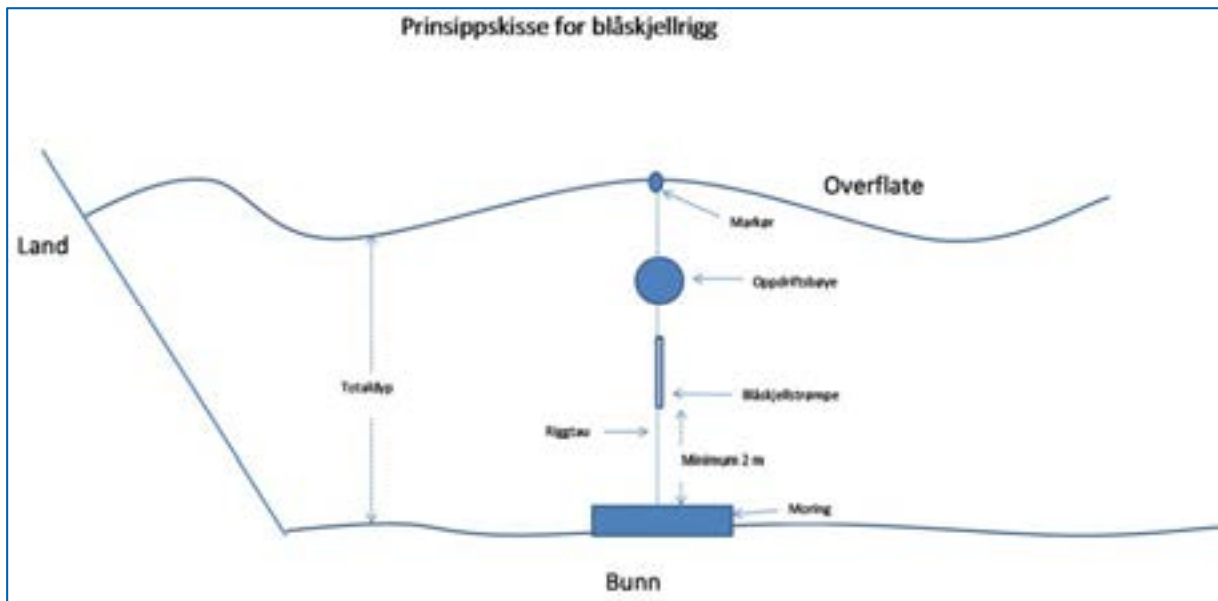 Prinsippskisse for blåskjellrigg
Overflate
Markør
Land
Oppdriftsbøye
Totaldyp
Blåskjellstrømpe
Riggtau
Minimum 2 m
Moring
Bunn